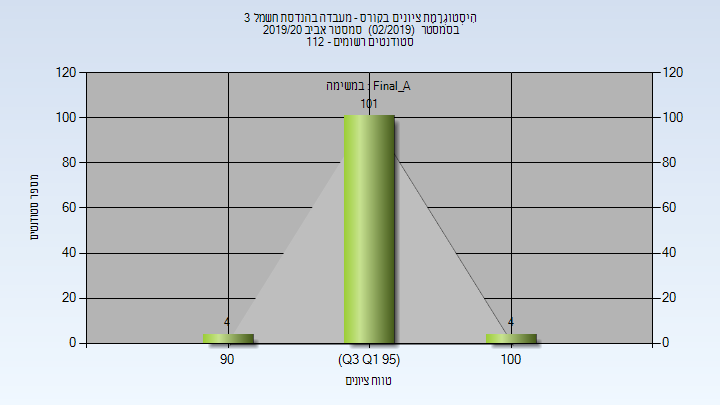 היסטוגרמת ציונים בקורס - מעבדה בהנדסת חשמל 3
בסמסטר (02/2019) סמסטר אביב 2019/20
סטודנטים רשומים - 112
במשימה : Final_A
101
4
4
120
100
80
60
40
20
0
120
100
80
60
40
20
0
מספר סטודנטים
90
(Q3 Q1 95)
100
טווח ציונים